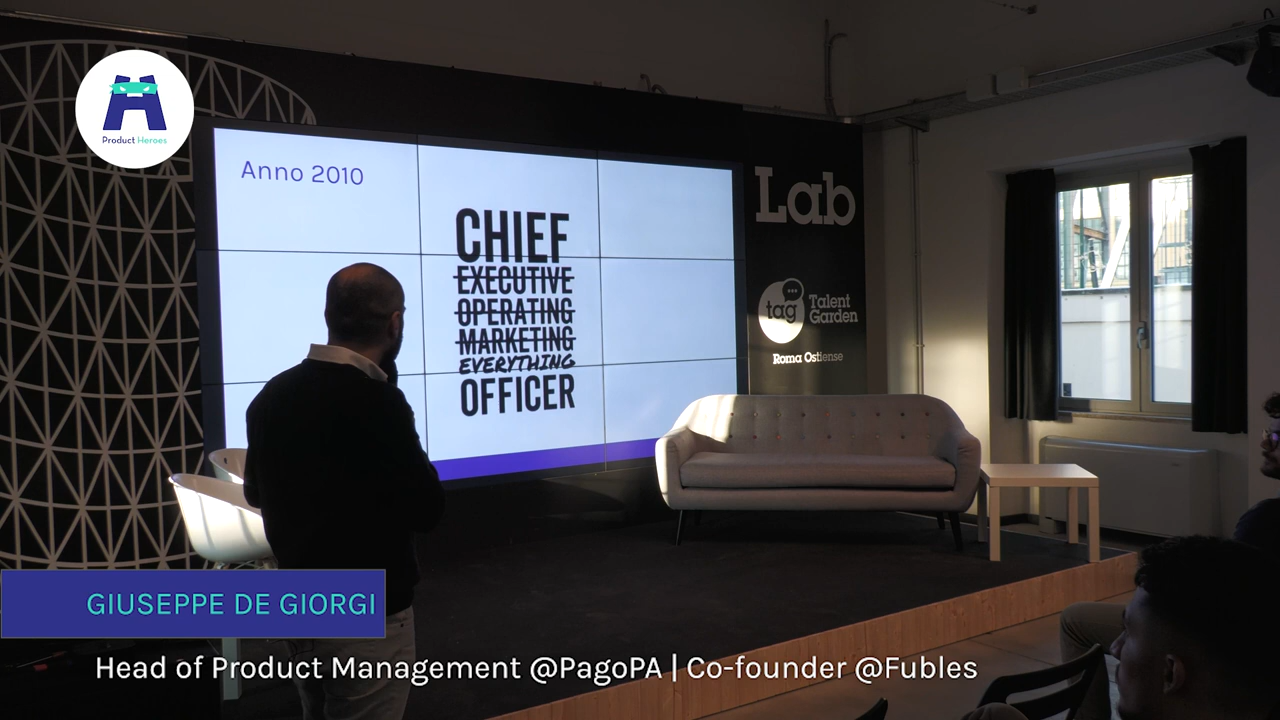 Product Heroes
Anno 2010
CHIEF
EXECUTIVE
OPERATING
MARKETING
EVERYTHING
OFFICER
Lab
tag
Talent
Garden
Roma Ostiense
GIUSEPPE DE GIORGI
Head of Product Management @PagoPA | Co-founder @Fubles